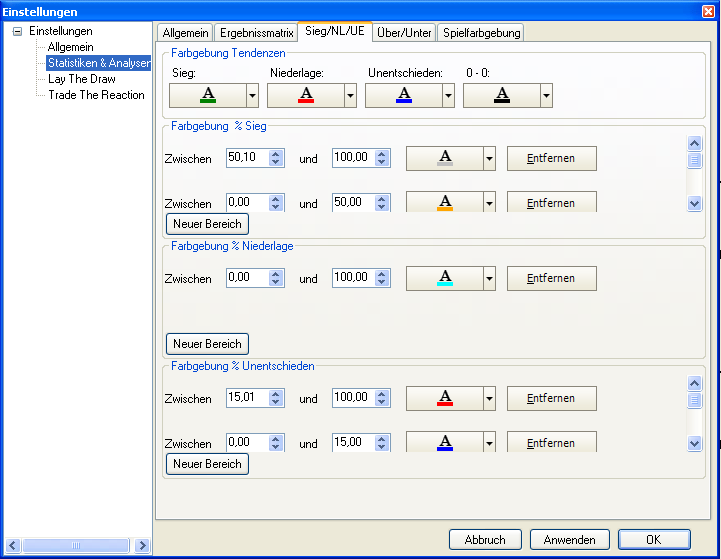 Einstellungen
Einstellungen
Allgemein
Statistiken & Analysen
Lay The Draw
Trade The Reaction
Allgemein Ergebnissmatrix Sieg/NL/UE Über/Unter Spielfarbgebung
Farbgebung Tendenzen
Sieg: Niederlage: Unentschieden: 0 - 0:
A A A A
Farbgebung % Sieg
Zwischen 50,10 und 100,00 A Entfernen
Zwischen 0,00 und 50,00 A Entfernen
Neuer Bereich
Farbgebung % Niederlage
Zwischen 0,00 und 100,00 A Entfernen
Neuer Bereich
Farbgebung % Unentschieden
Zwischen 15,01 und 100,00 A Entfernen
Zwischen 0,00 und 15,00 A Entfernen
Neuer Bereich
Abbruch Anwenden OK